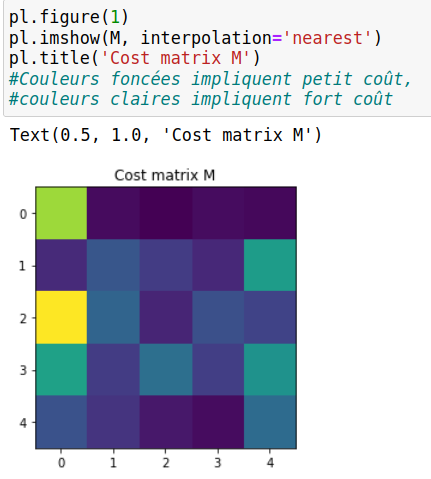 pl.figure(1)
pl.imshow(M, interpolation='nearest')
pl.title('Cost matrix M')
#Couleurs foncées impliquent petit coût,
#couleurs claires impliquent fort coût
Text(0.5, 1.0, 'Cost matrix M')
Cost matrix M
0
1
2
3
4
0 1 2 3 4